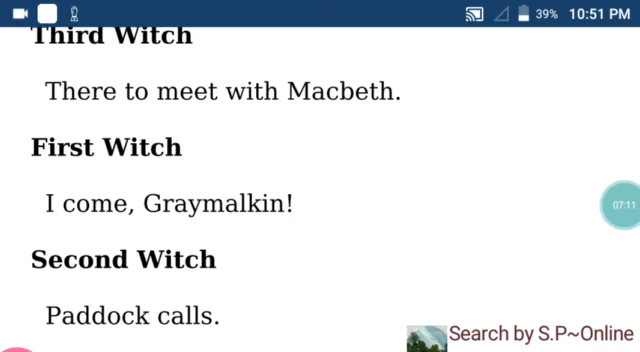 39% 10:51 PM
Third Witch
There to meet with Macbeth.
First Witch
I come, Graymalkin!
07:11
Second Witch
Paddock calls.
Search by S.P~Online